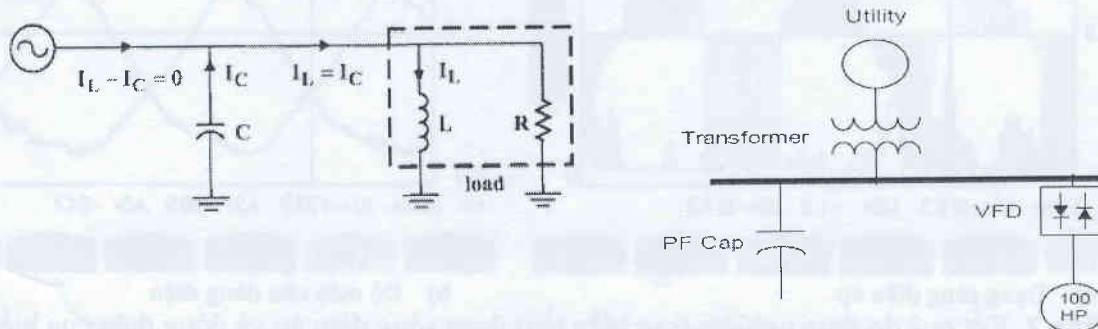 I_L - I_C = 0
I_C
I_L = I_C
I_L
C
L
R
load
Utility
Transformer
PF Cap
VFD
100
HP